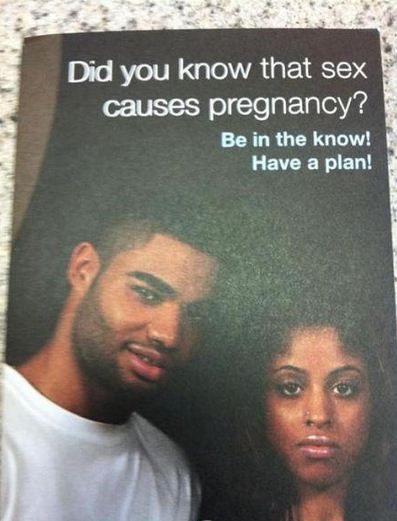 Did you know that sex
causes pregnancy?
Be in the know!
Have a plan!